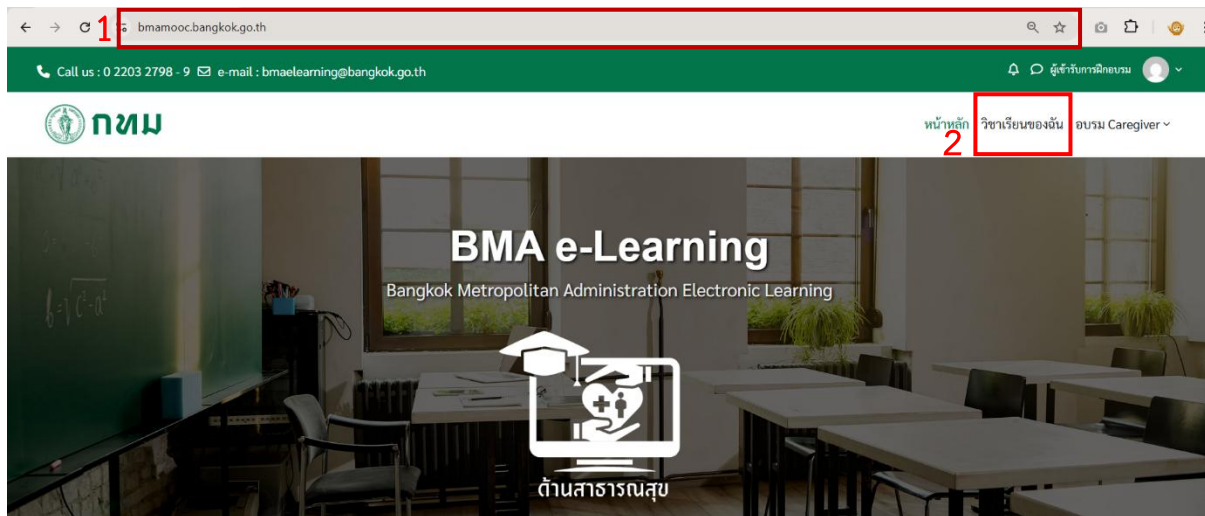 1
bmamooc.bangkok.go.th
Call us : 0 2203 2798 - 9 e-mail : bmaelearning@bangkok.go.th
ผู้เข้ารับการฝึกอบรม
กทม
หน้าหลัก วิชาเรียนของฉัน อบรม Caregiver
2
BMA e-Learning
Bangkok Metropolitan Administration Electronic Learning
ด้านสาธารณสุข